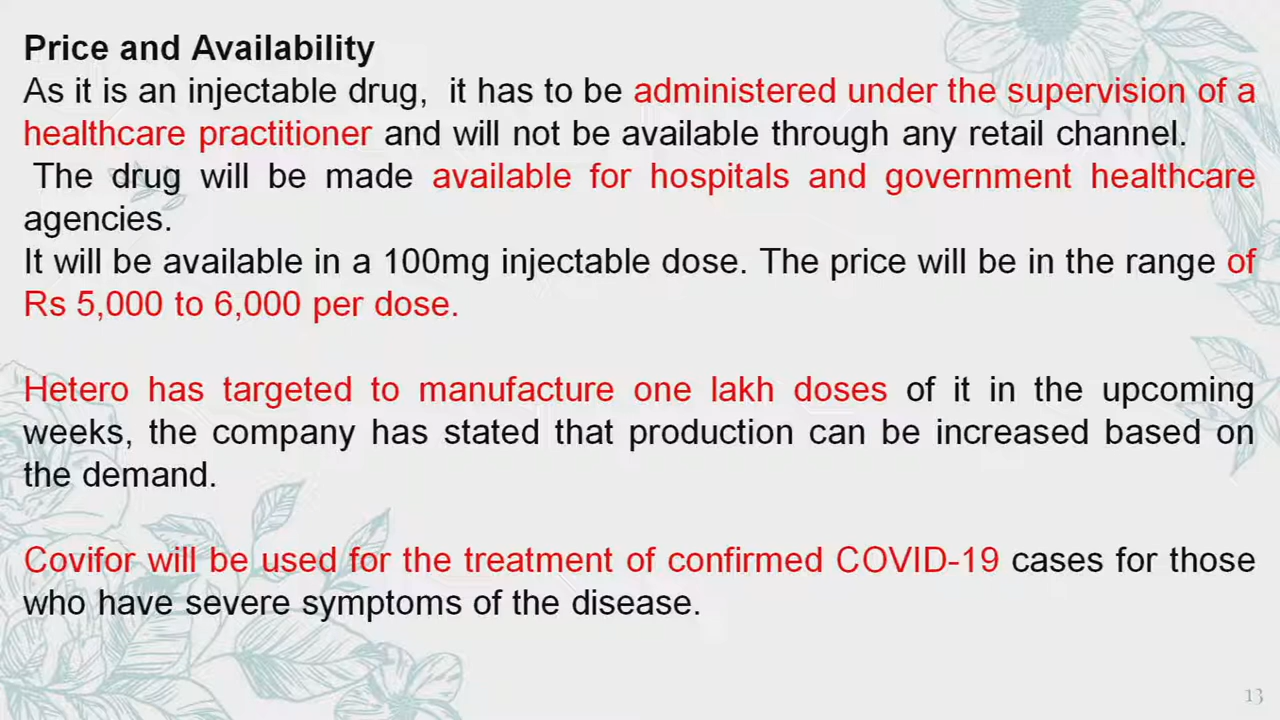 Price and Availability
As it is an injectable drug, it has to be administered under the supervision of a
healthcare practitioner and will not be available through any retail channel.
The drug will be made available for hospitals and government healthcare
agencies.
It will be available in a 100mg injectable dose. The price will be in the range of
Rs 5,000 to 6,000 per dose.
Hetero has targeted to manufacture one lakh doses of it in the upcoming
weeks, the company has stated that production can be increased based on
the demand.
Covifor will be used for the treatment of confirmed COVID-19 cases for those
who have severe symptoms of the disease.
13